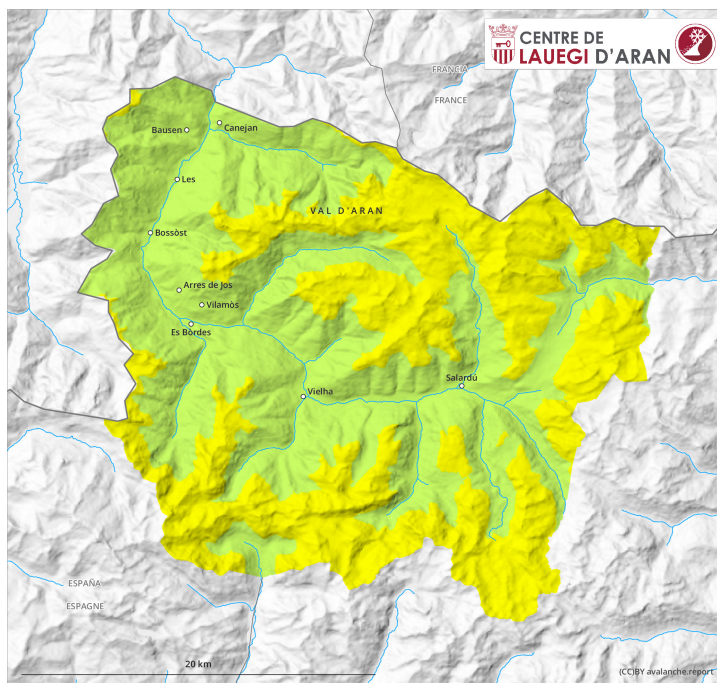 CENTRE DE
LAUEGI D'ARAN
FRANCIA
FRANCE
Canejan
Bausen
Les
VAL D'ARAN
Bossòst
Arres de Jos
Vilamòs
Es Bòrdes
Salardú
Vielha
ESPAÑA
ESPAGNE
20 km
(CC)BY avalanche.report